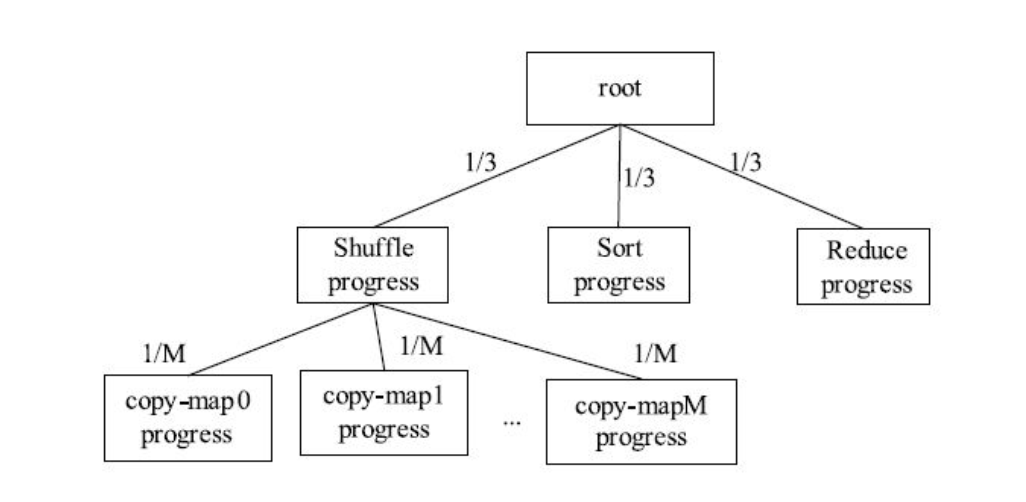 root
1/3
1/3
1/3
Shuffle
progress
Sort
progress
Reduce
progress
1/M
1/M
1/M
copy-map0
progress
copy-map1
progress
...
copy-mapM
progress